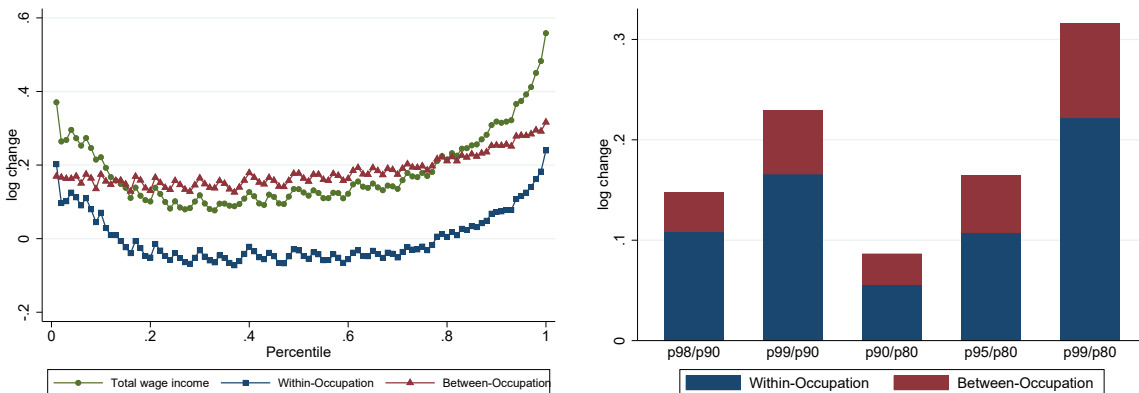 .6
.4
.2
0
-.2
log change
0
.2
.4
.6
.8
1
Percentile
Total wage income
Within-Occupation
Between-Occupation
.3
.2
.1
0
log change
p98/p90
p99/p90
p90/p80
p95/p80
p99/p80
Within-Occupation
Between-Occupation